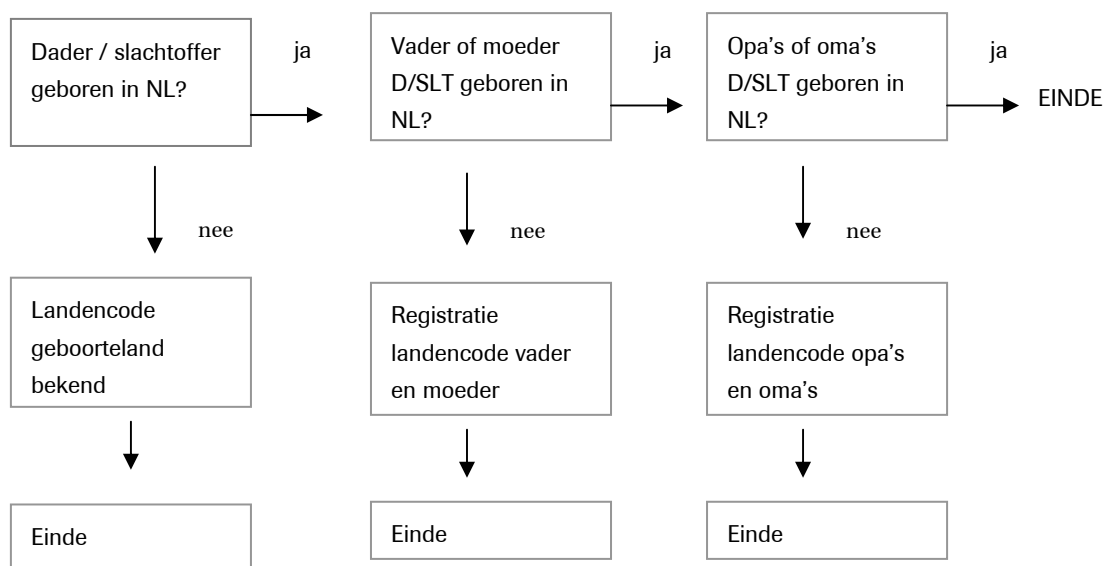 Dader / slachtoffer
geboren in NL?
ja
Vader of moeder
D/SLT geboren in
NL?
ja
Opa's of oma's
D/SLT geboren in
NL?
ja
EINDE
nee
nee
nee
Landencode
geboorteland
bekend
Registratie
landencode vader
en moeder
Registratie
landencode opa's
en oma's
Einde
Einde
Einde